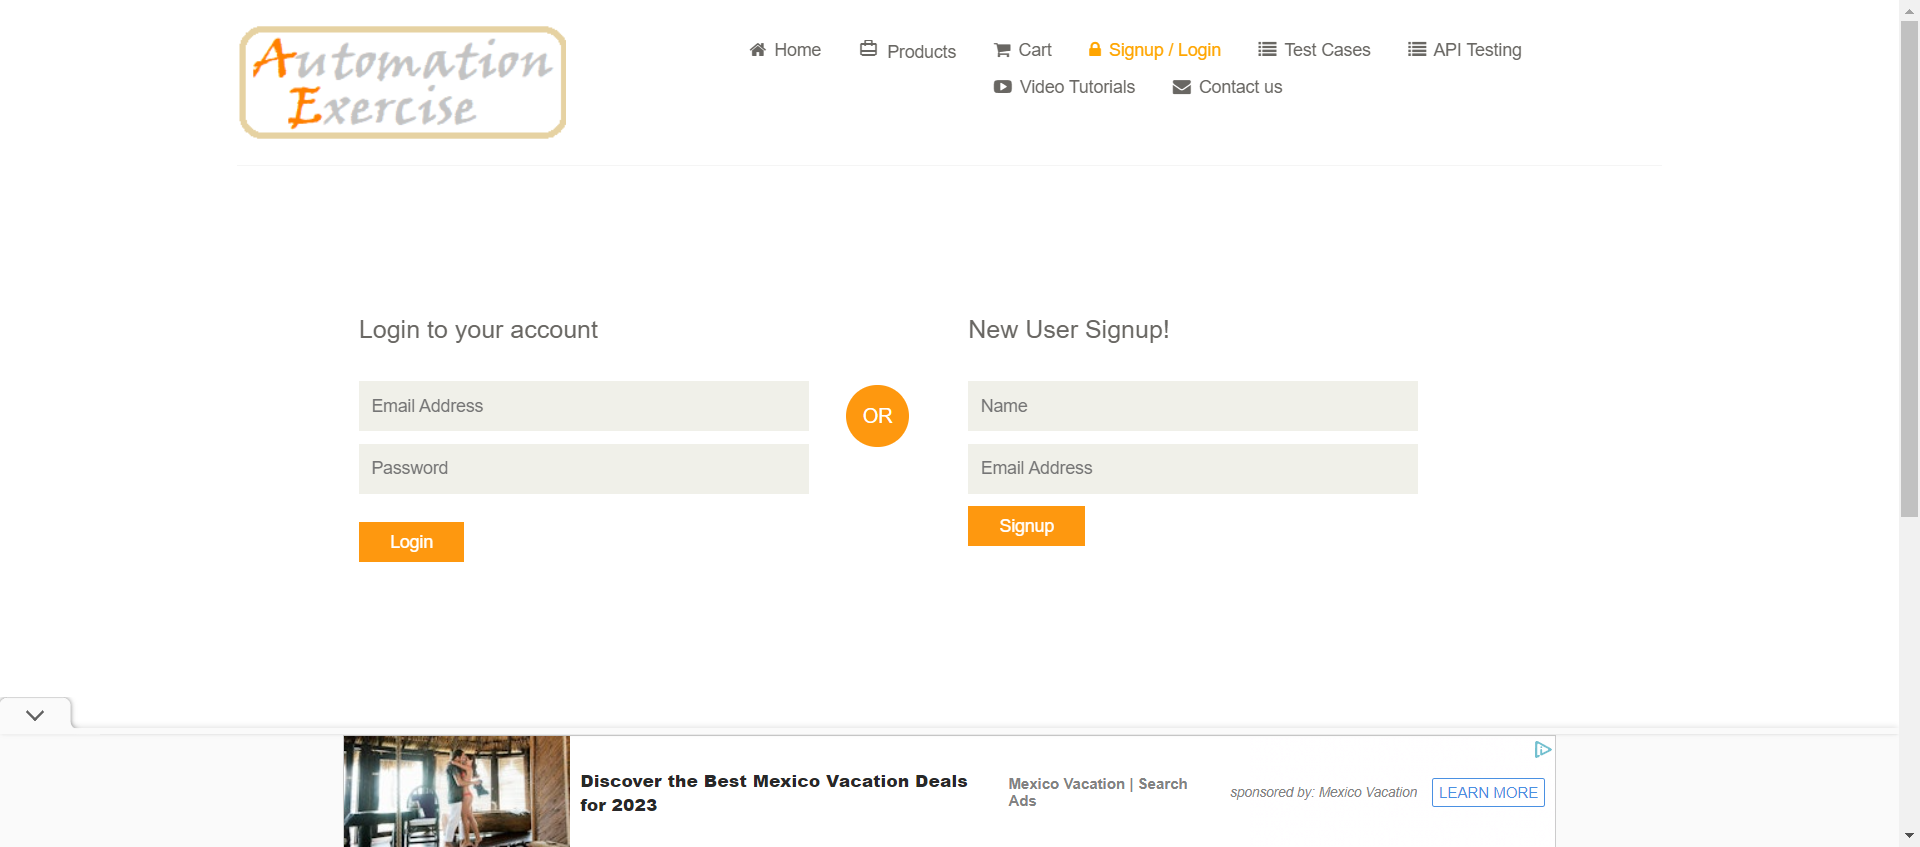 Automation
Exercise
Home
Products
Cart
Signup / Login
Test Cases
API Testing
Video Tutorials
Contact us
Login to your account
Email Address
Password
Login
OR
New User Signup!
Name
Email Address
Signup
Discover the Best Mexico Vacation Deals
for 2023
Mexico Vacation | Search
Ads
sponsored by: Mexico Vacation
LEARN MORE